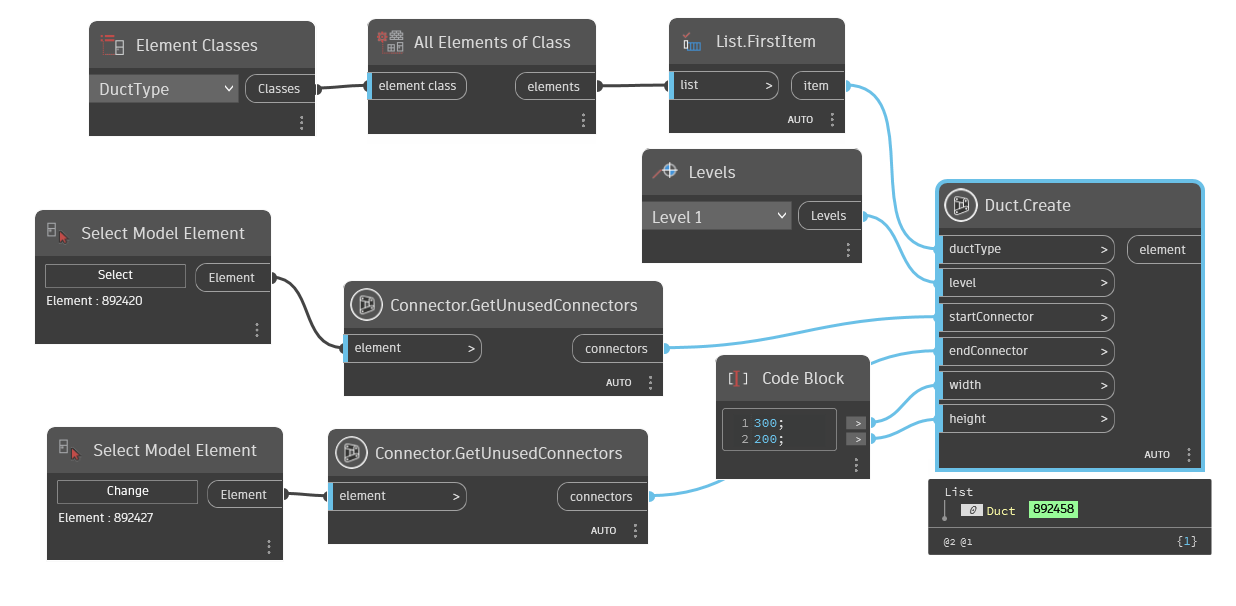 Element Classes
DuctType
Classes
All Elements of Class
element class
elements
List.FirstItem
list >
item
AUTO
Levels
Level 1
Levels
Select Model Element
Select
Element
Element : 892420
Connector.GetUnusedConnectors
element >
connectors
AUTO
Select Model Element
Change
Element
Element : 892427
Connector.GetUnusedConnectors
element >
connectors
AUTO
Code Block
1 300; >
2 200; >
Duct.Create
ductType >
element
level >
startConnector >
endConnector >
width >
height >
AUTO
List
0 Duct 892458
@2 @1 {1}